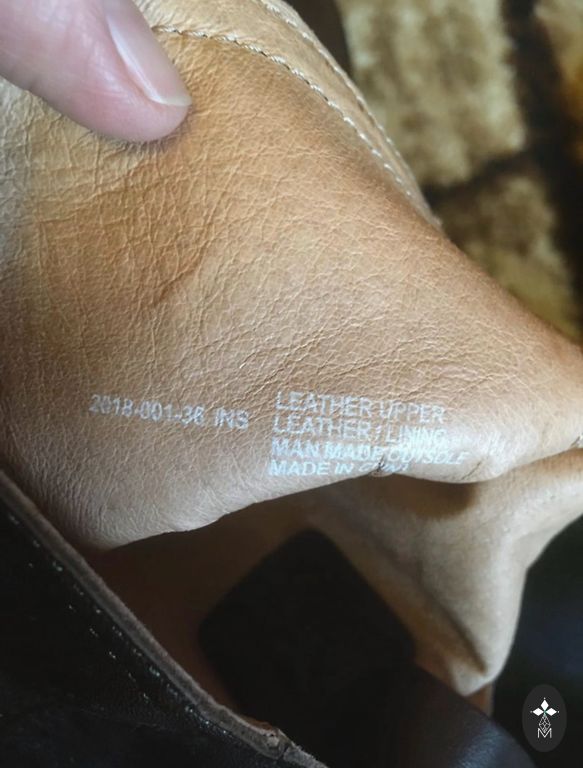 2018-001-36 INS
LEATHER UPPER
LEATHER / LINING
MAN MADE OUTSOLE
MADE IN
M